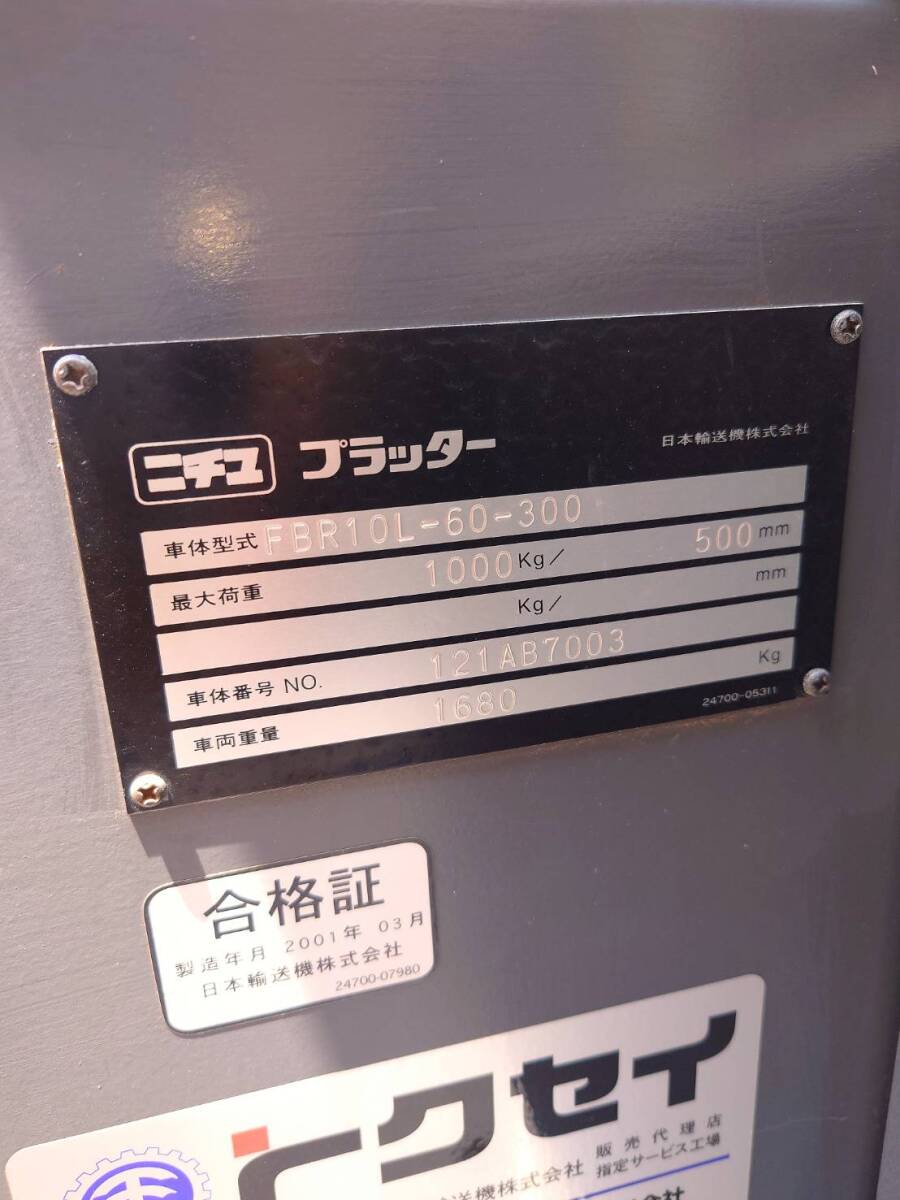 ニチユ プラッター 日本輸送機株式会社
車体型式 FBR10L-60-300
最大荷重 1000 Kg/ 500 mm
Kg/ mm
車体番号 NO. 121AB7003
車両重量 1680 Kg
24700-05311
合格証
製造年月 2001年 03月
日本輸送機株式会社
24700-07980
クセイ
輸送機株式会社 販売代理店
指定サービス工場